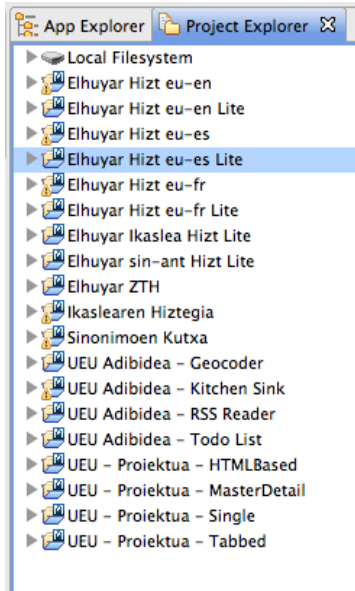 App Explorer Project Explorer
Local Filesystem
Elhuyar Hizt eu-en
Elhuyar Hizt eu-en Lite
Elhuyar Hizt eu-es
Elhuyar Hizt eu-es Lite
Elhuyar Hizt eu-fr
Elhuyar Hizt eu-fr Lite
Elhuyar Ikaslea Hizt Lite
Elhuyar sin-ant Hizt Lite
Elhuyar ZTH
Ikaslearen Hiztegia
Sinonimoen Kutxa
UEU Adibidea - Geocoder
UEU Adibidea - Kitchen Sink
UEU Adibidea - RSS Reader
UEU Adibidea - Todo List
UEU - Proiektua - HTMLBased
UEU - Proiektua - MasterDetail
UEU - Proiektua - Single
UEU - Proiektua - Tabbed